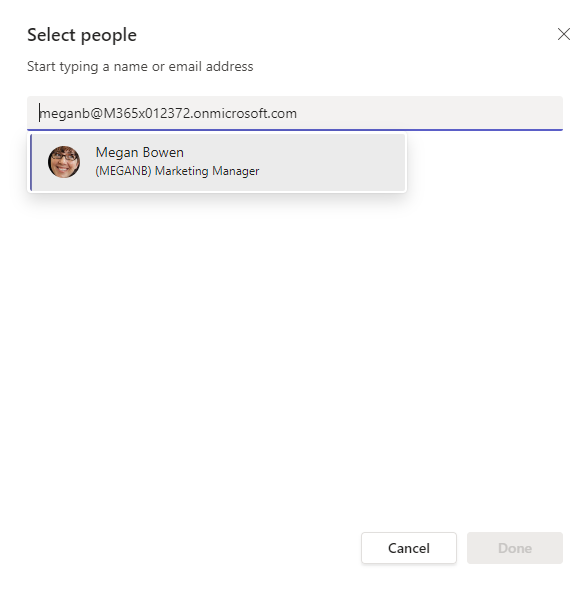 Select people
Start typing a name or email address
meganb@M365x012372.onmicrosoft.com
Megan Bowen
(MEGANB) Marketing Manager
Cancel
Done